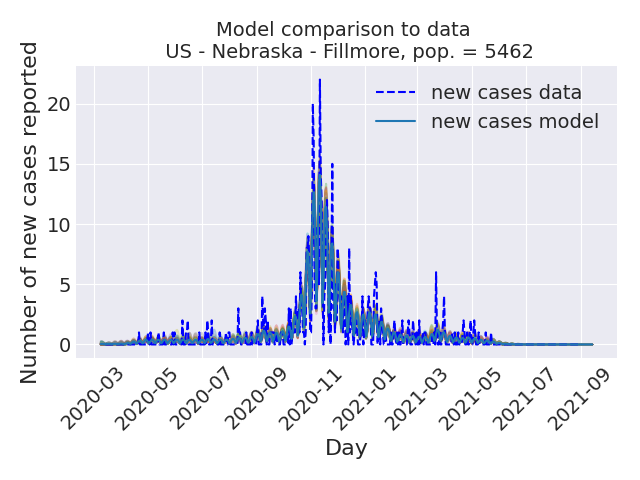 Model comparison to data
US - Nebraska - Fillmore, pop. = 5462
Number of new cases reported
20
15
10
5
0
new cases data
new cases model
2020-03
2020-05
2020-07
2020-09
2020-11
2021-01
2021-03
2021-05
2021-07
2021-09
Day